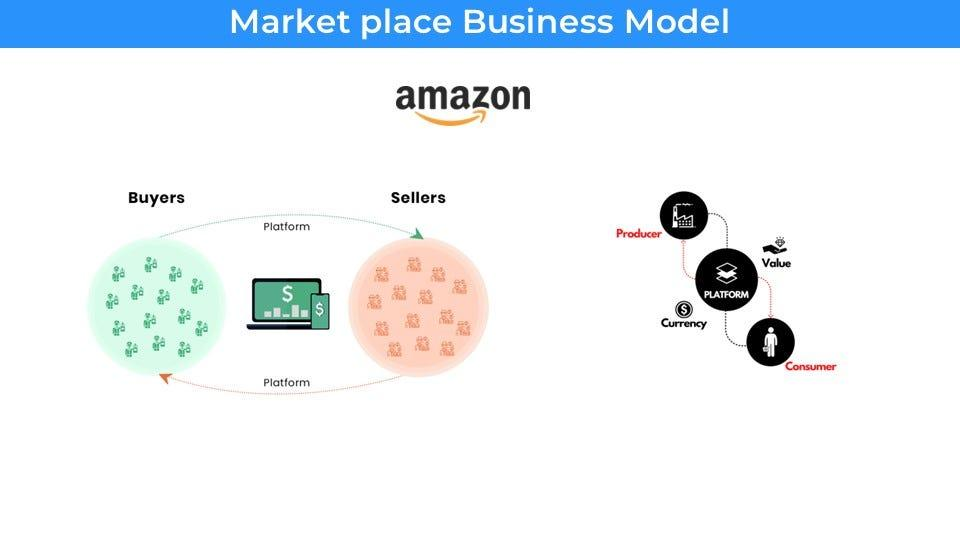 Market place Business Model
amazon
Buyers
Sellers
Platform
$
$
Platform
Producer
Value
PLATFORM
$
Currency
Consumer